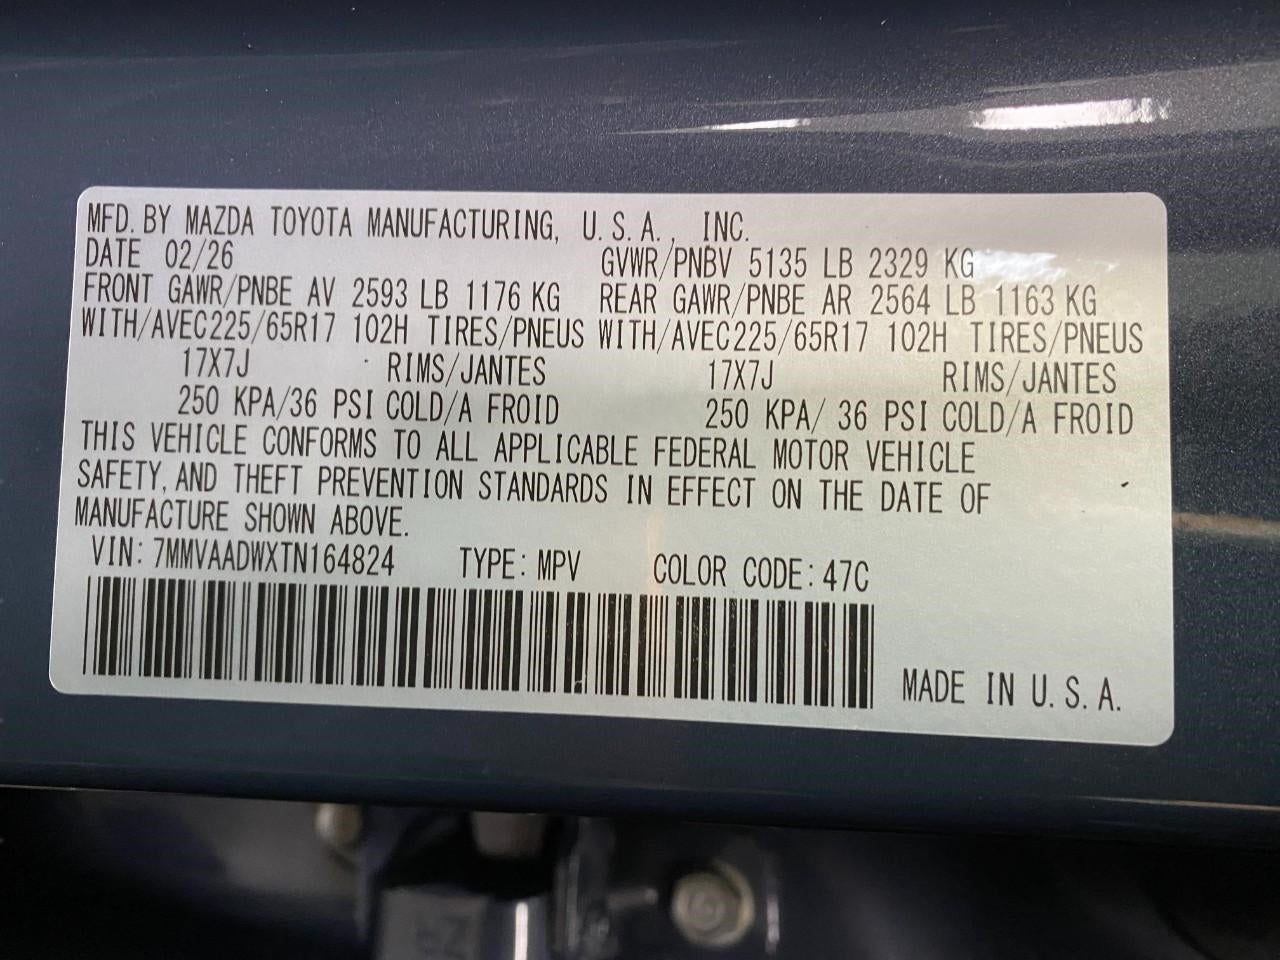 MFD. BY MAZDA TOYOTA MANUFACTURING, U.S.A., INC.
DATE 02/26 GVWR/PNBV 5135 LB 2329 KG
FRONT GAWR/PNBE AV 2593 LB 1176 KG REAR GAWR/PNBE AR 2564 LB 1163 KG
WITH/AVEC225/65R17 102H TIRES/PNEUS WITH/AVEC225/65R17 102H TIRES/PNEUS
17X7J RIMS/JANTES 17X7J RIMS/JANTES
250 KPA/36 PSI COLD/A FROID 250 KPA/ 36 PSI COLD/A FROID
THIS VEHICLE CONFORMS TO ALL APPLICABLE FEDERAL MOTOR VEHICLE
SAFETY, AND THEFT PREVENTION STANDARDS IN EFFECT ON THE DATE OF
MANUFACTURE SHOWN ABOVE.
VIN: 7MMVAADWXTN164824 TYPE: MPV COLOR CODE: 47C
MADE IN U.S.A.